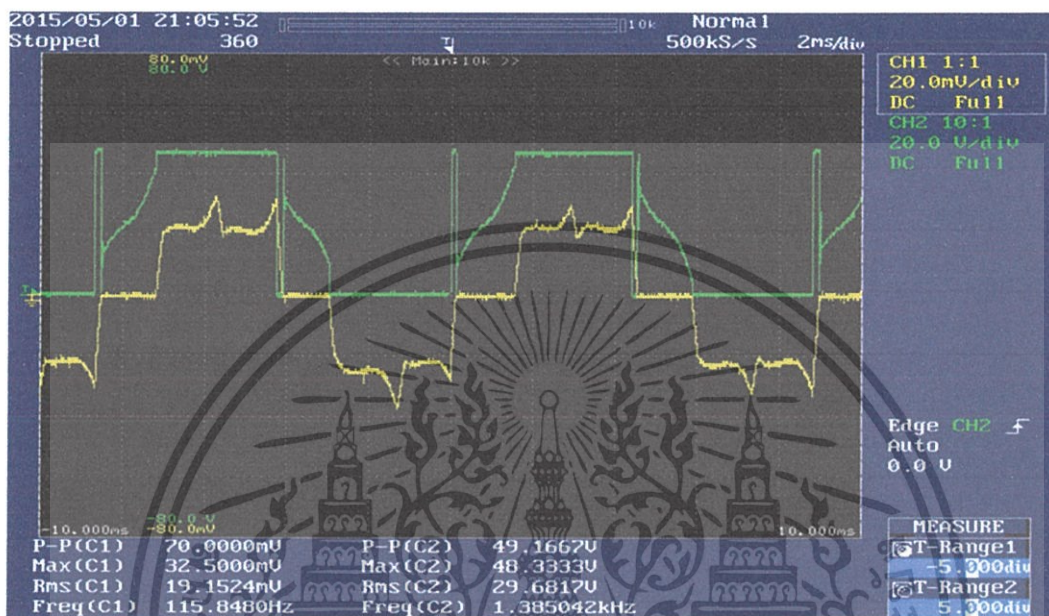 2015/05/01 21:05:52
10k
Normal
Stopped
360
500kS/s
2ms/div
80.0mV
80.0 V
<< Main:10k >>
CH1 1:1
20.0mV/div
DC Full
CH2 10:1
20.0 V/div
DC Full
Edge CH2
Auto
0.0 V
-80.0 V
-80.0mV
-10.000ms
10.000ms
P-P(C1) 70.0000mV P-P(C2) 49.1667V
Max(C1) 32.5000mV Max(C2) 48.3333V
Rms(C1) 19.1524mV Rms(C2) 29.6817V
Freq(C1) 115.8480Hz Freq(C2) 1.385042kHz
MEASURE
T-Range1
-5.000div
T-Range2
5.000div